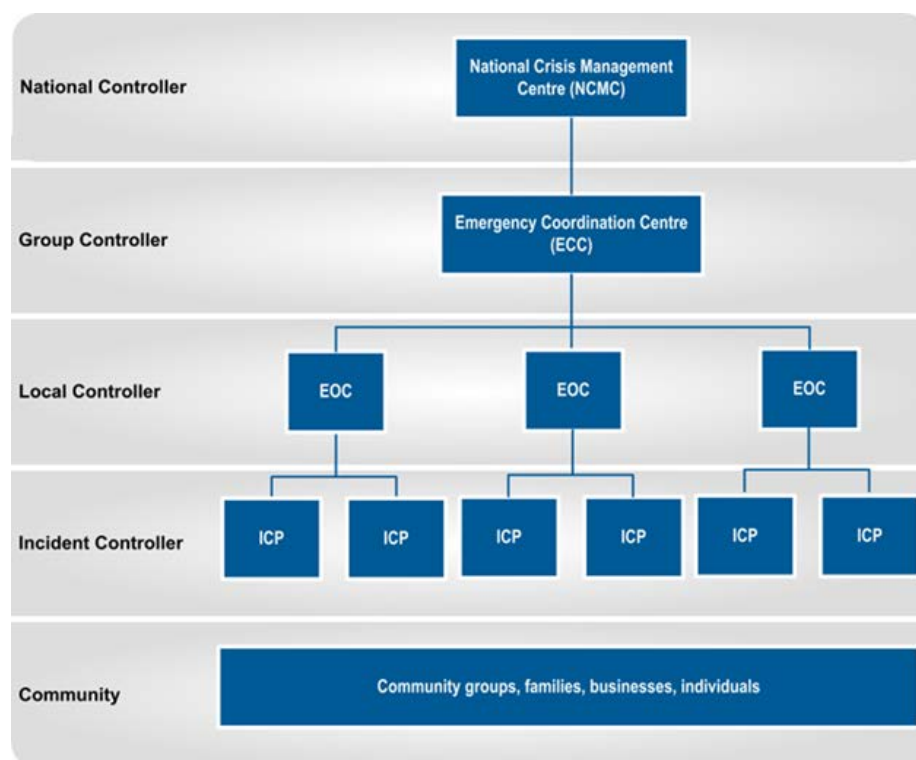 National Controller
National Crisis Management
Centre (NCMC)
Group Controller
Emergency Coordination Centre
(ECC)
Local Controller
EOC
EOC
EOC
Incident Controller
ICP
ICP
ICP
ICP
ICP
ICP
Community
Community groups, families, businesses, individuals